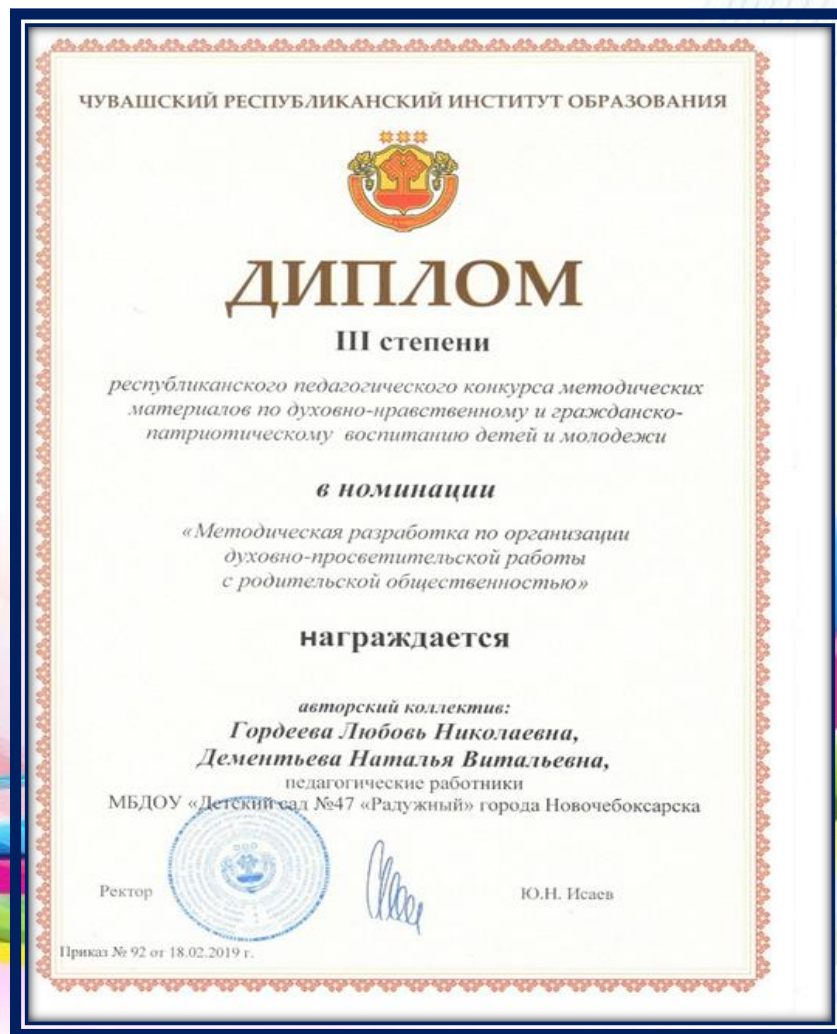 ЧУВАШСКИЙ РЕСПУБЛИКАНСКИЙ ИНСТИТУТ ОБРАЗОВАНИЯ
ДИПЛОМ
III степени
республиканского педагогического конкурса методических
материалов по духовно-нравственному и гражданско-
патриотическому воспитанию детей и молодежи
в номинации
«Методическая разработка по организации
духовно-просветительской работы
с родительской общественностью»
награждается
авторский коллектив:
Гордеева Любовь Николаевна,
Дементьева Наталья Витальевна,
педагогические работники
МБДОУ «Детский сад №47 «Радужный» города Новочебоксарска
Ректор
Ю.Н. Исаев
Приказ № 92 от 18.02.2019 г.